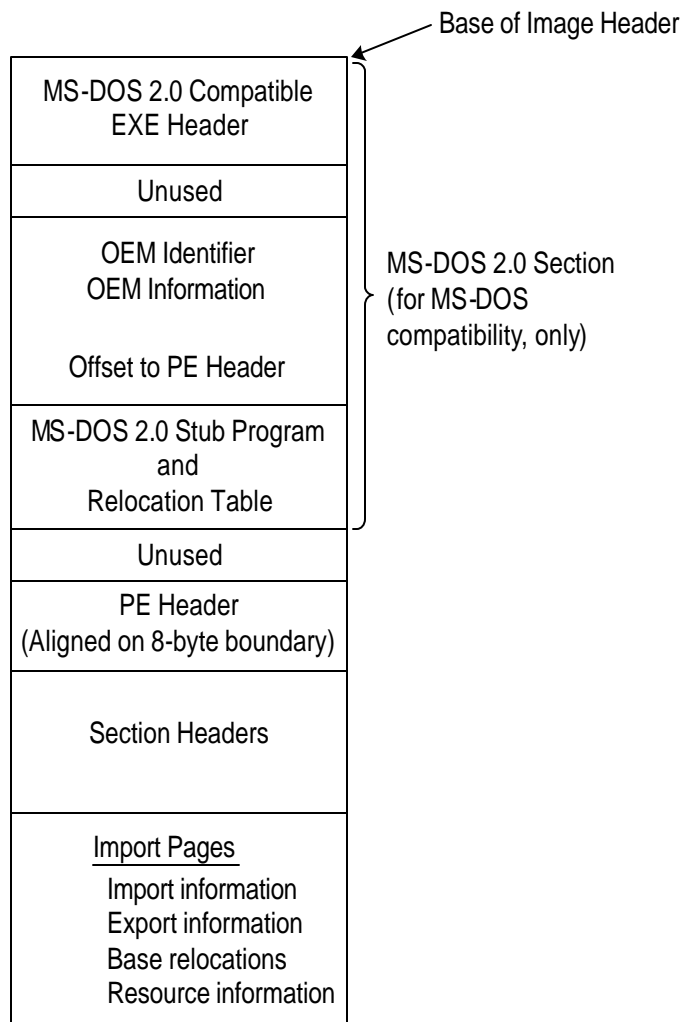 Base of Image Header
MS-DOS 2.0 Compatible
EXE Header
Unused
OEM Identifier
OEM Information
Offset to PE Header
MS-DOS 2.0 Section
(for MS-DOS
compatibility, only)
MS-DOS 2.0 Stub Program
and
Relocation Table
Unused
PE Header
(Aligned on 8-byte boundary)
Section Headers
Import Pages
Import information
Export information
Base relocations
Resource information